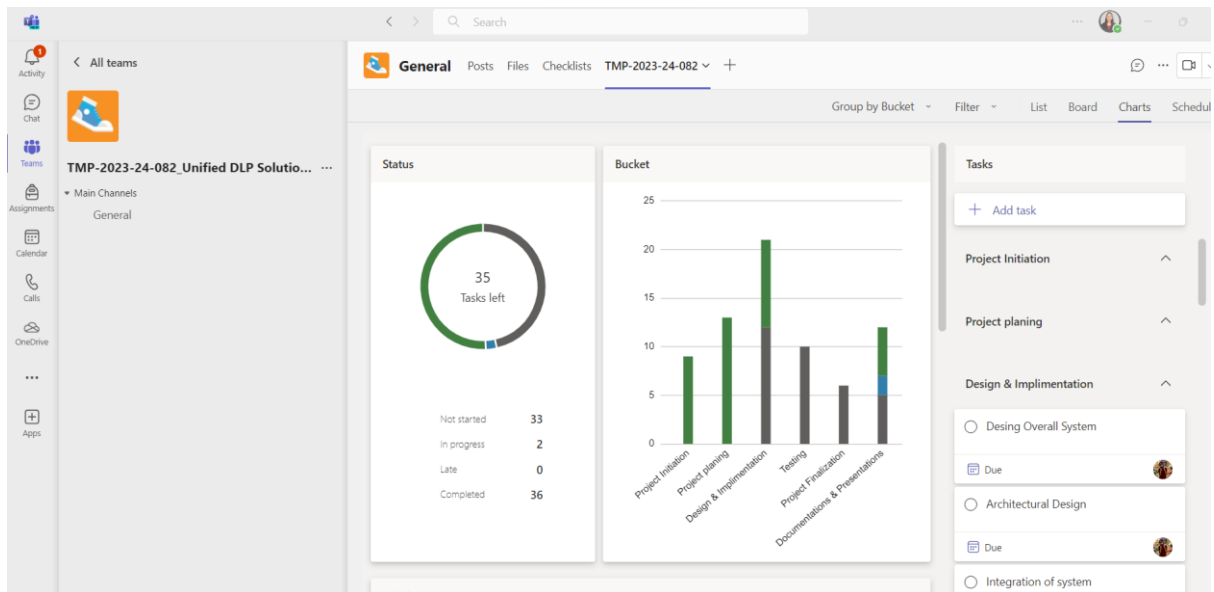 Search
Activity
1
Chat
Teams
Assignments
Calendar
Calls
OneDrive
Apps
All teams
TMP-2023-24-082_Unified DLP Solutio...
Main Channels
General
General Posts Files Checklists TMP-2023-24-082
Group by Bucket Filter List Board Charts Schedul
Status
35
Tasks left
Not started 33
In progress 2
Late 0
Completed 36
Bucket
25
20
15
10
5
0
Project Initiation
Project planing
Design & Implimentation
Testing
Project Finalization
Documentations & Presentations
Tasks
Add task
Project Initiation
Project planing
Design & Implimentation
Desing Overall System
Due
Architectural Design
Due
Integration of system